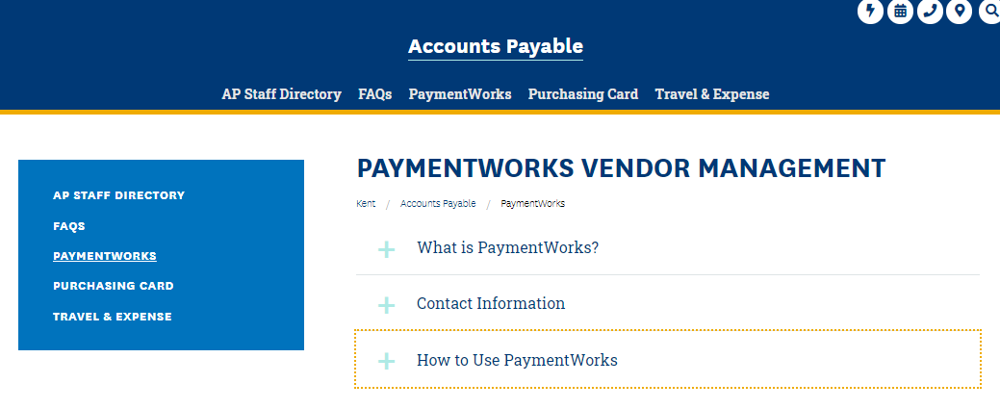 Accounts Payable
AP Staff Directory FAQs PaymentWorks Purchasing Card Travel & Expense
AP STAFF DIRECTORY
FAQS
PAYMENTWORKS
PURCHASING CARD
TRAVEL & EXPENSE
PAYMENTWORKS VENDOR MANAGEMENT
Kent / Accounts Payable / PaymentWorks
What is PaymentWorks?
Contact Information
How to Use PaymentWorks